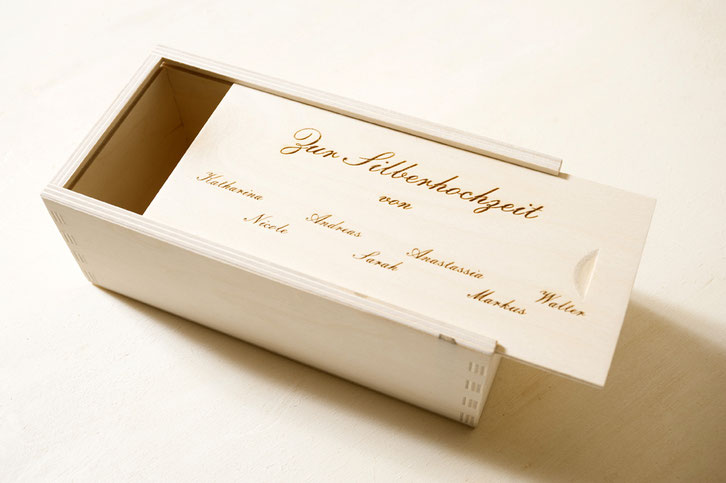 Zur Silberhochzeit
von
Katharina Andreas Anastassia Walter
Nicole Sarah Markus